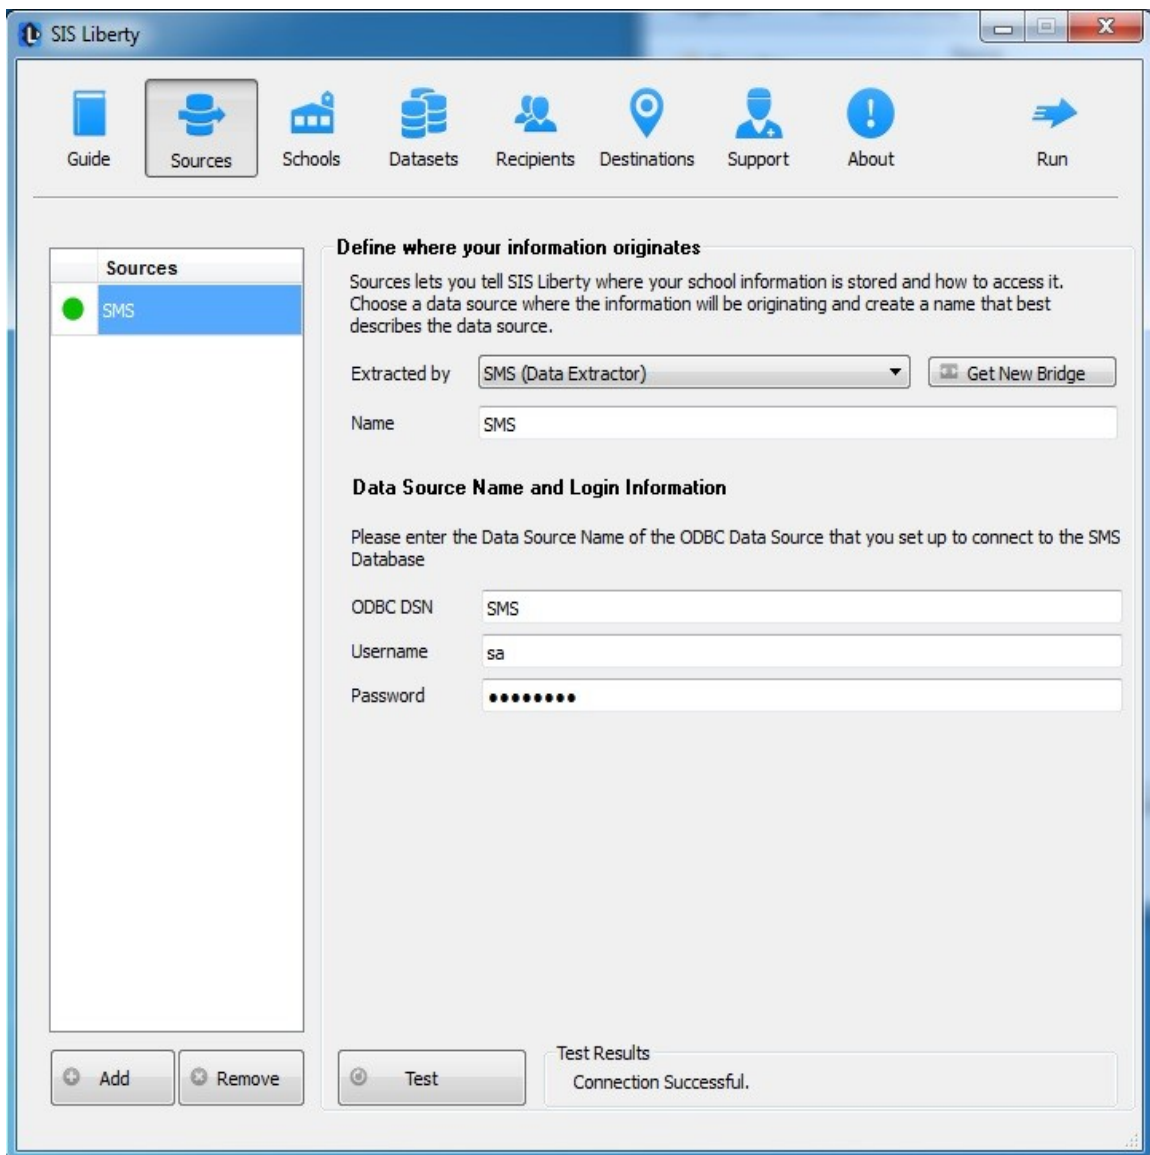 SIS Liberty
Guide
Sources
Schools
Datasets
Recipients
Destinations
Support
About
Run
Sources
SMS
Define where your information originates
Sources lets you tell SIS Liberty where your school information is stored and how to access it.
Choose a data source where the information will be originating and create a name that best
describes the data source.
Extracted by
SMS (Data Extractor)
Get New Bridge
Name
SMS
Data Source Name and Login Information
Please enter the Data Source Name of the ODBC Data Source that you set up to connect to the SMS
Database
ODBC DSN
SMS
Username
sa
Password
••••••••
Add
Remove
Test
Test Results
Connection Successful.